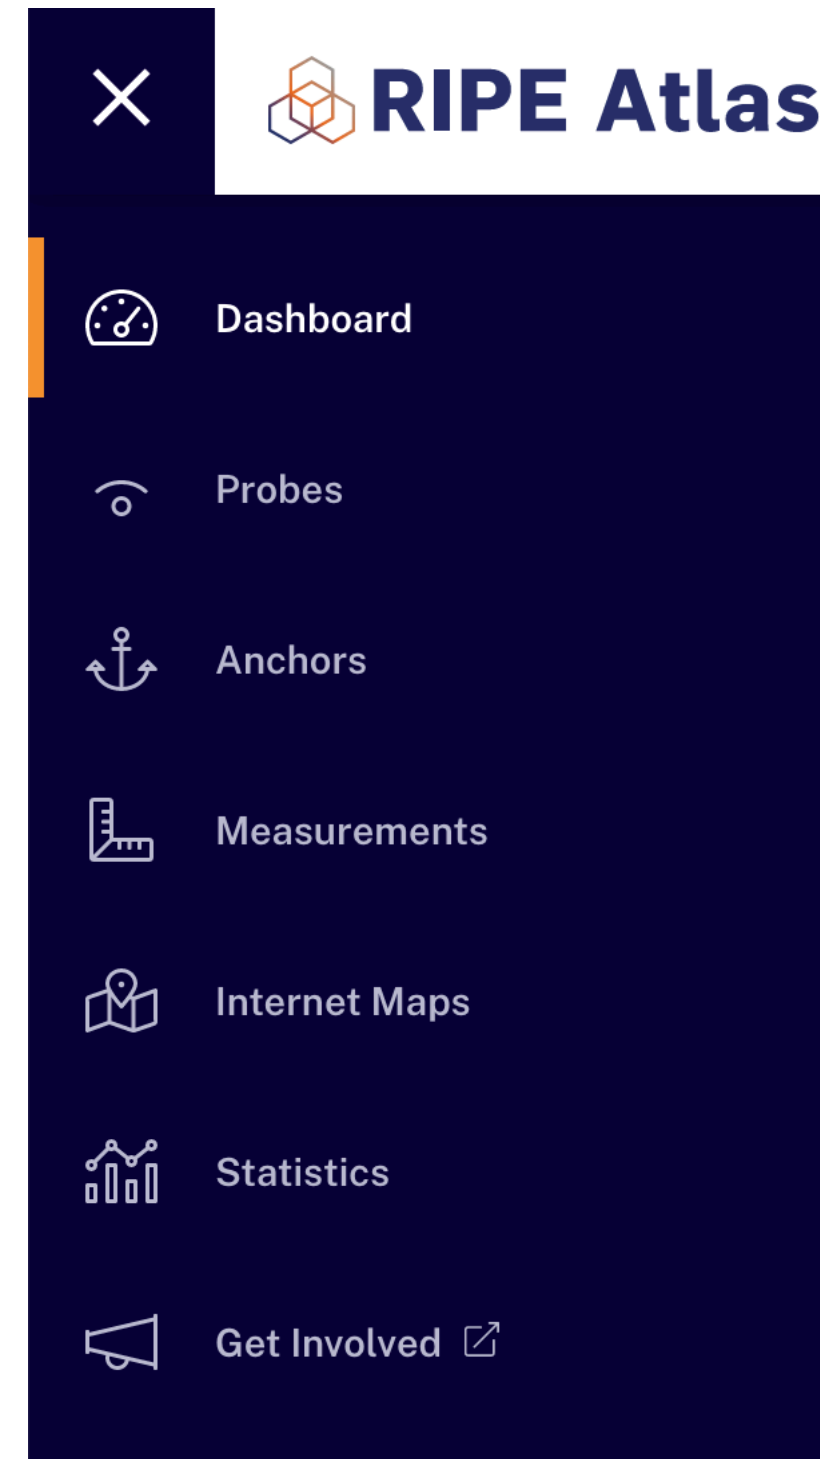 RIPE Atlas
Dashboard
Probes
Anchors
Measurements
Internet Maps
Statistics
Get Involved